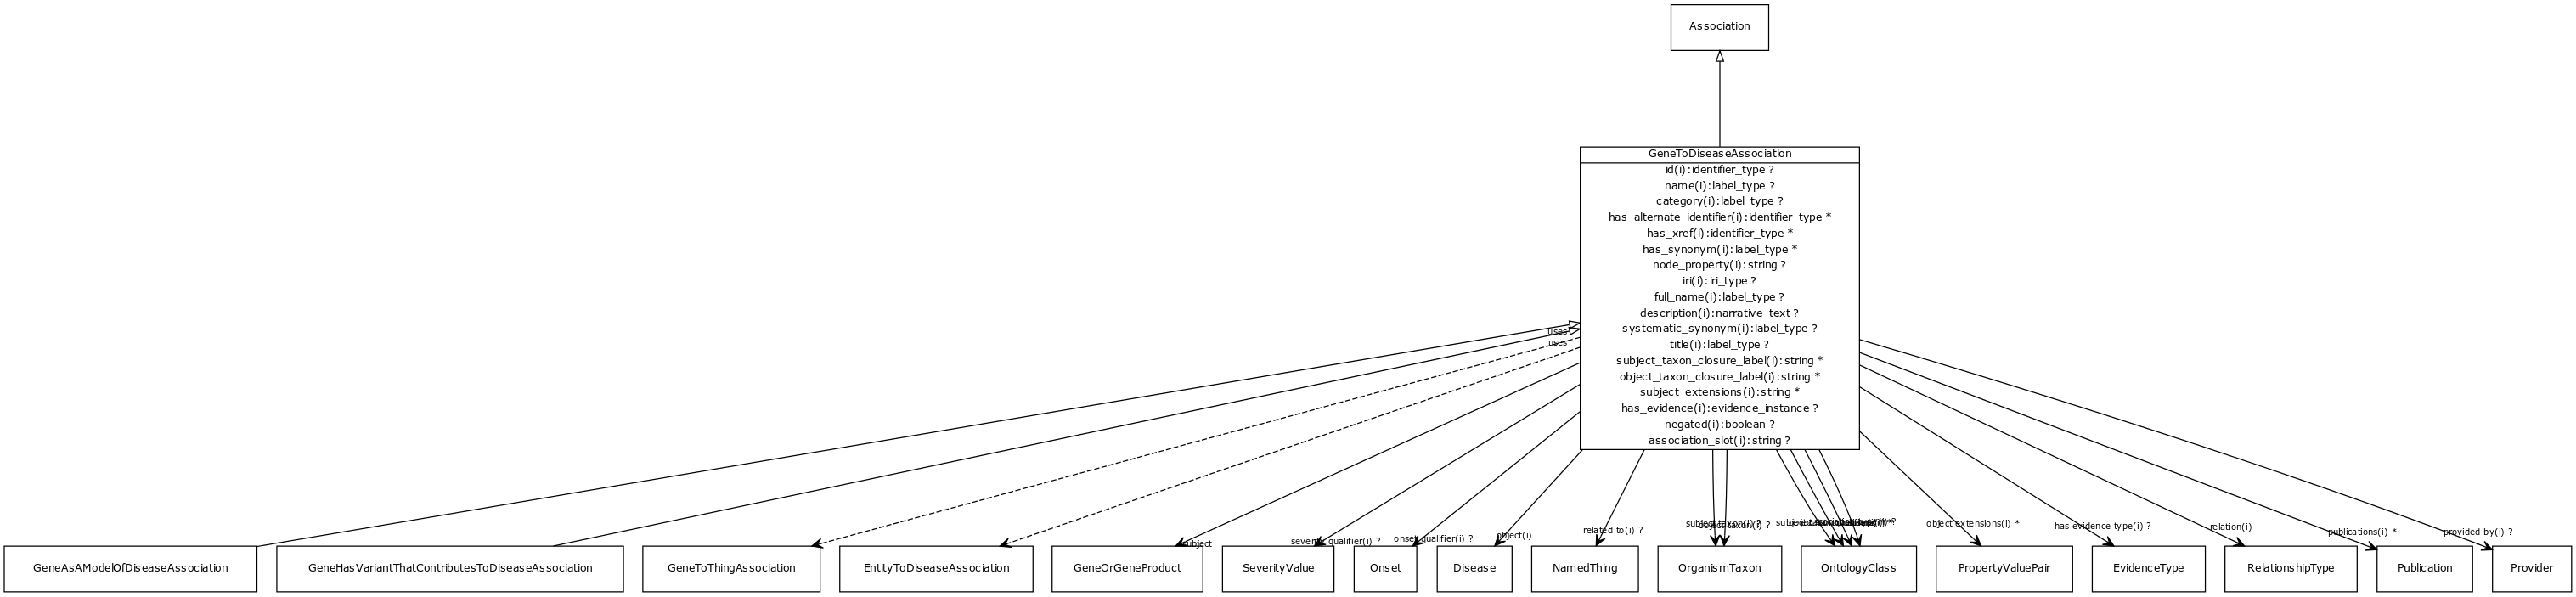 Association
GeneToDiseaseAssociation
id(i):identifier_type ?
name(i):label_type ?
category(i):label_type ?
has_alternate_identifier(i):identifier_type *
has_xref(i):identifier_type *
has_synonym(i):label_type *
node_property(i):string ?
iri(i):iri_type ?
full_name(i):label_type ?
description(i):narrative_text ?
systematic_synonym(i):label_type ?
title(i):label_type ?
subject_taxon_closure_label(i):string *
object_taxon_closure_label(i):string *
subject_extensions(i):string *
has_evidence(i):evidence_instance ?
negated(i):boolean ?
association_slot(i):string ?
uses
uses
subject
severity qualifier(i) ?
onset qualifier(i) ?
object(i)
related to(i) ?
subject taxon(i) ?
object taxon(i) ?
object extensions(i) *
has evidence type(i) ?
relation(i)
publications(i) *
provided by(i) ?
GeneAsAModelOfDiseaseAssociation
GeneHasVariantThatContributesToDiseaseAssociation
GeneToThingAssociation
EntityToDiseaseAssociation
GeneOrGeneProduct
SeverityValue
Onset
Disease
NamedThing
OrganismTaxon
OntologyClass
PropertyValuePair
EvidenceType
RelationshipType
Publication
Provider